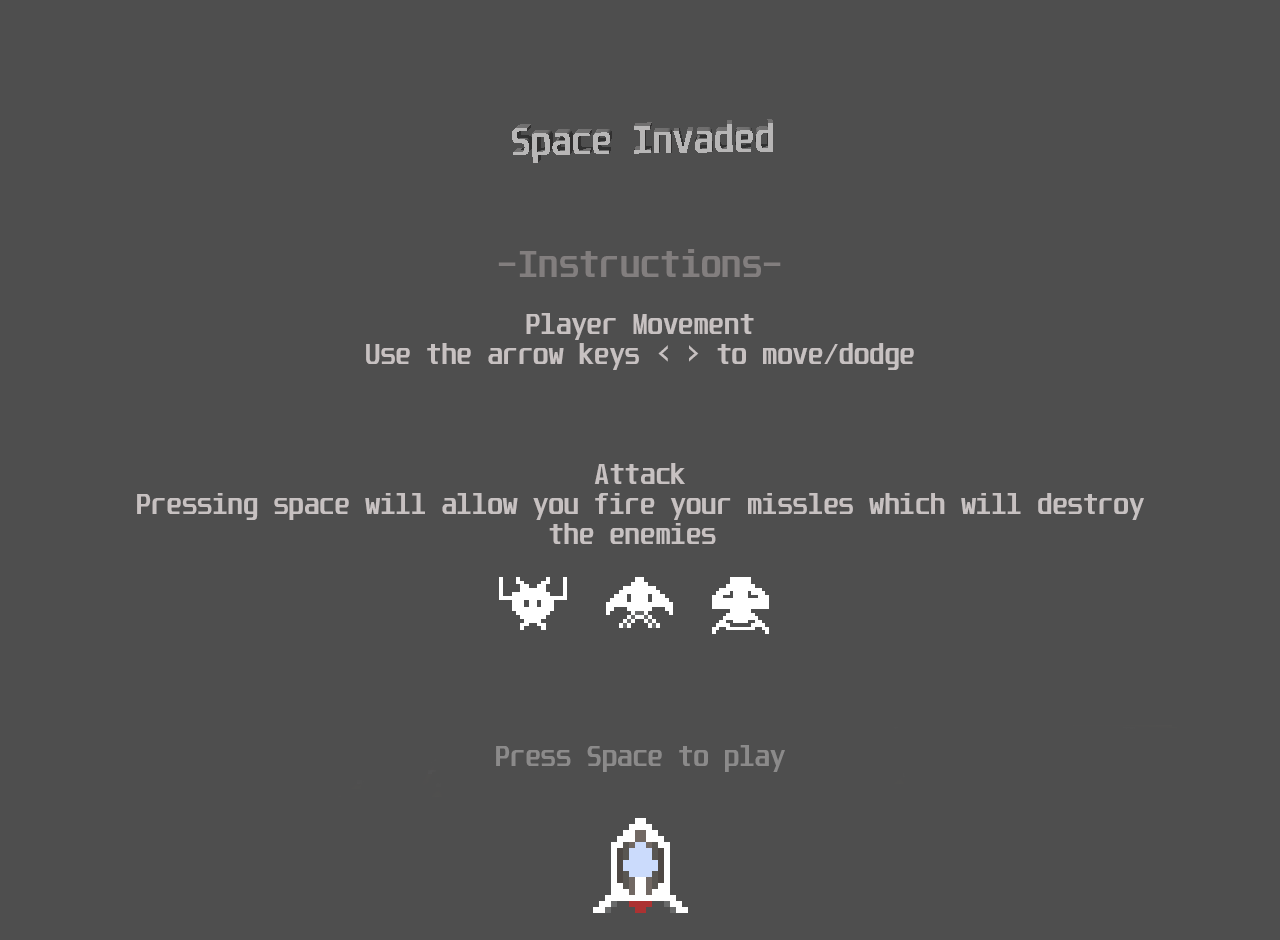 Space Invaded
-Instructions-
Player Movement
Use the arrow keys < > to move/dodge
Attack
Pressing space will allow you fire your missles which will destroy
the enemies
Press Space to play